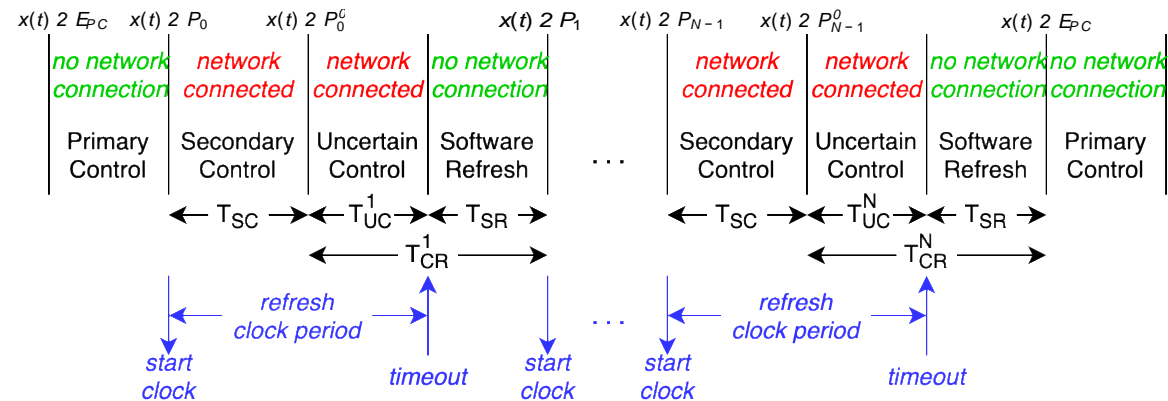 x(t) 2 E_PC x(t) 2 P_0 x(t) 2 P_0^0 x(t) 2 P_1 x(t) 2 P_{N−1} x(t) 2 P_{N−1}^0 x(t) 2 E_PC
no network network network no network network network no network no network
connection connected connected connection connected connected connection connection
Primary Secondary Uncertain Software Secondary Uncertain Software Primary
Control Control Control Refresh ... Control Control Refresh Control
T_SC T_UC^1 T_SR T_SC T_UC^N T_SR
T_CR^1 T_CR^N
refresh refresh
clock period ... clock period
start timeout start start timeout
clock clock clock